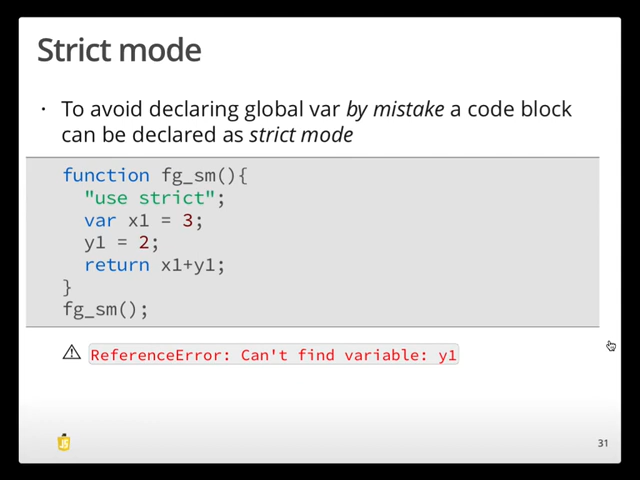 Strict mode
· To avoid declaring global var by mistake a code block
can be declared as strict mode
function fg_sm(){
"use strict";
var x1 = 3;
y1 = 2;
return x1+y1;
}
fg_sm();
ReferenceError: Can't find variable: y1
JS
31